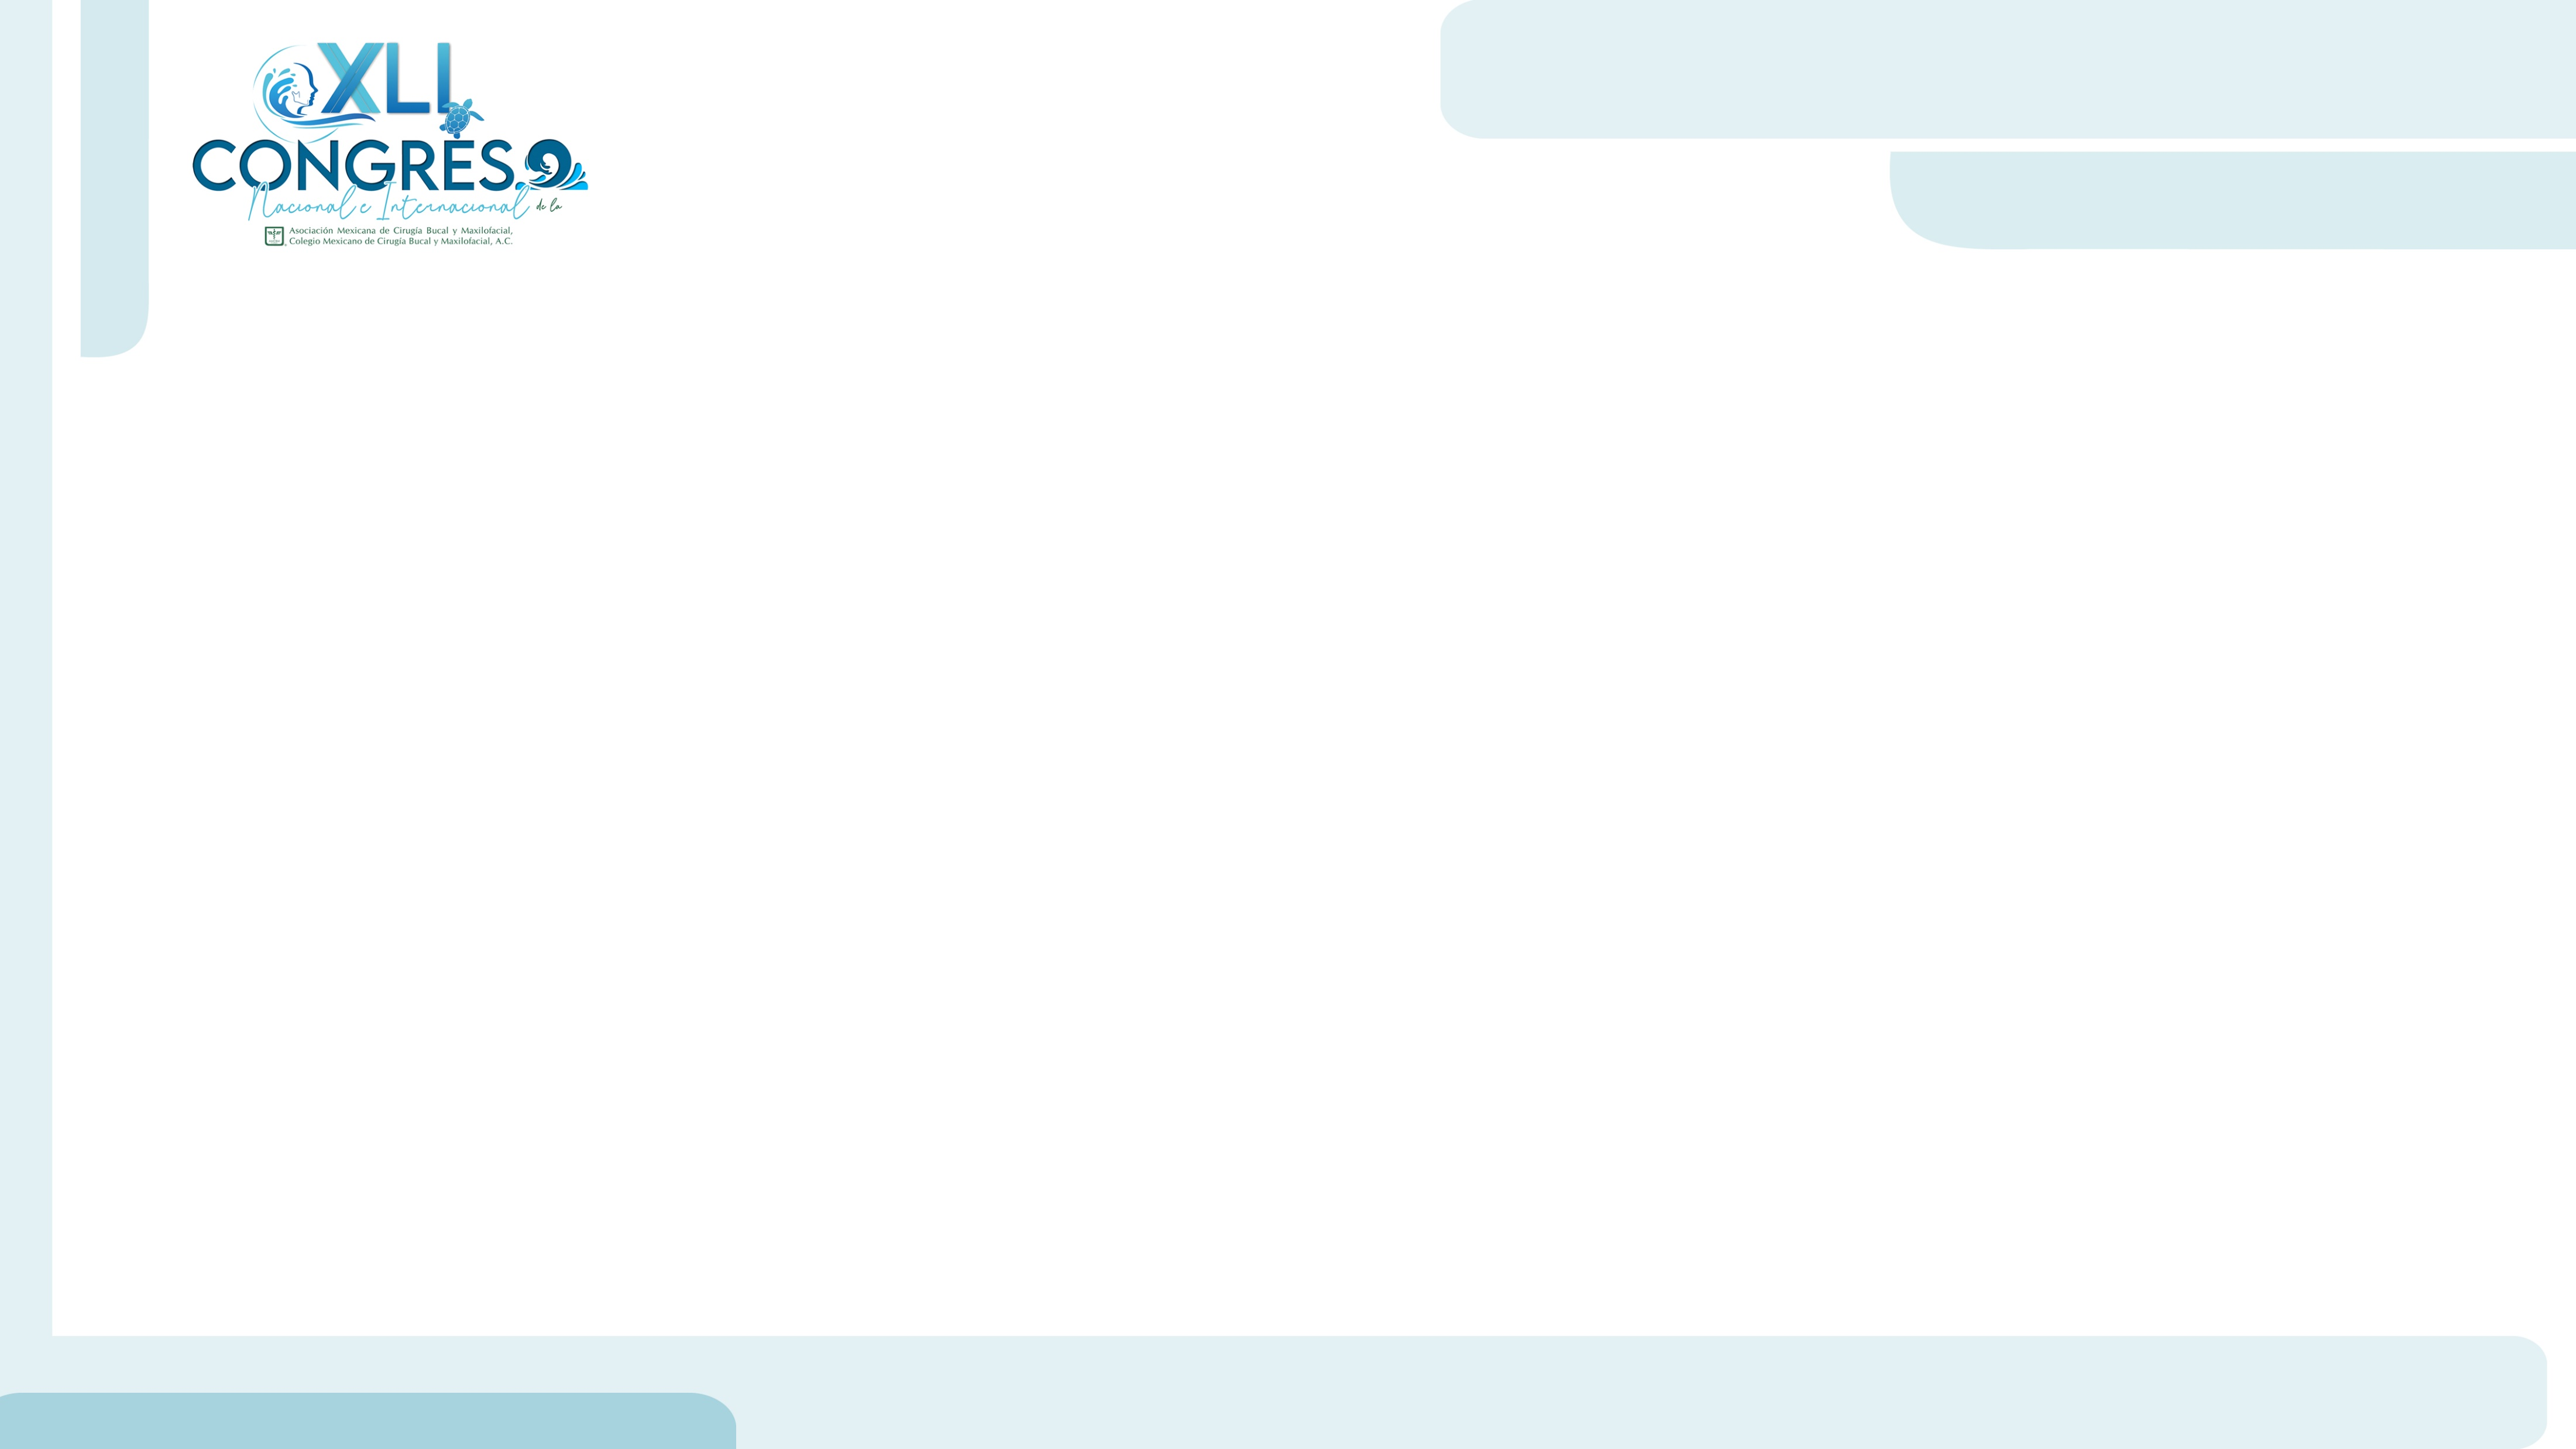 XLI
CONGRESO
Nacional e Internacional de la
Asociación Mexicana de Cirugía Bucal y Maxilofacial,
Colegio Mexicano de Cirugía Bucal y Maxilofacial, A.C.